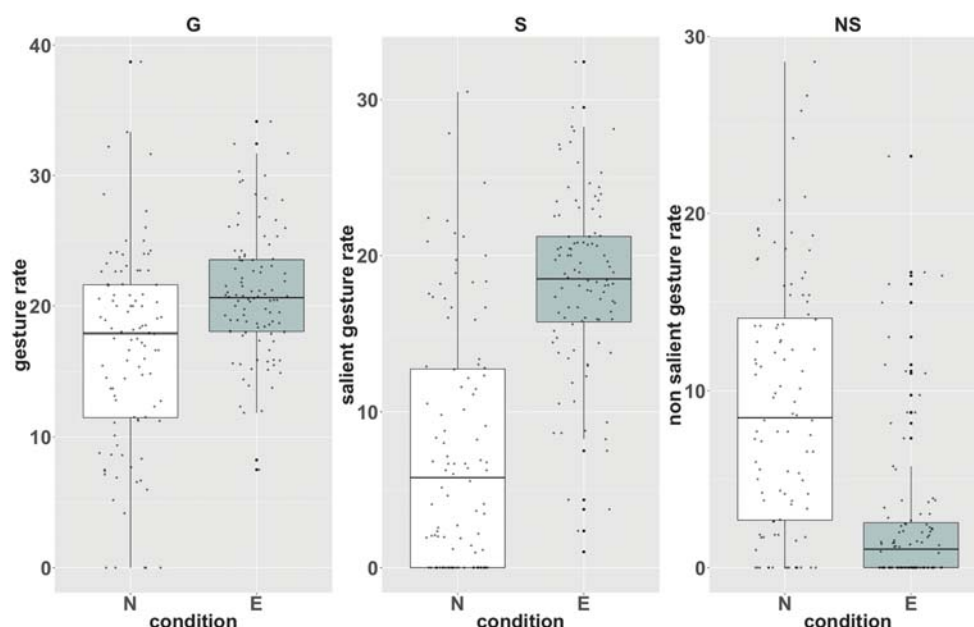 G
S
NS
gesture rate
40
30
20
10
0
N
E
condition
salient gesture rate
30
20
10
0
N
E
condition
non salient gesture rate
30
20
10
0
N
E
condition